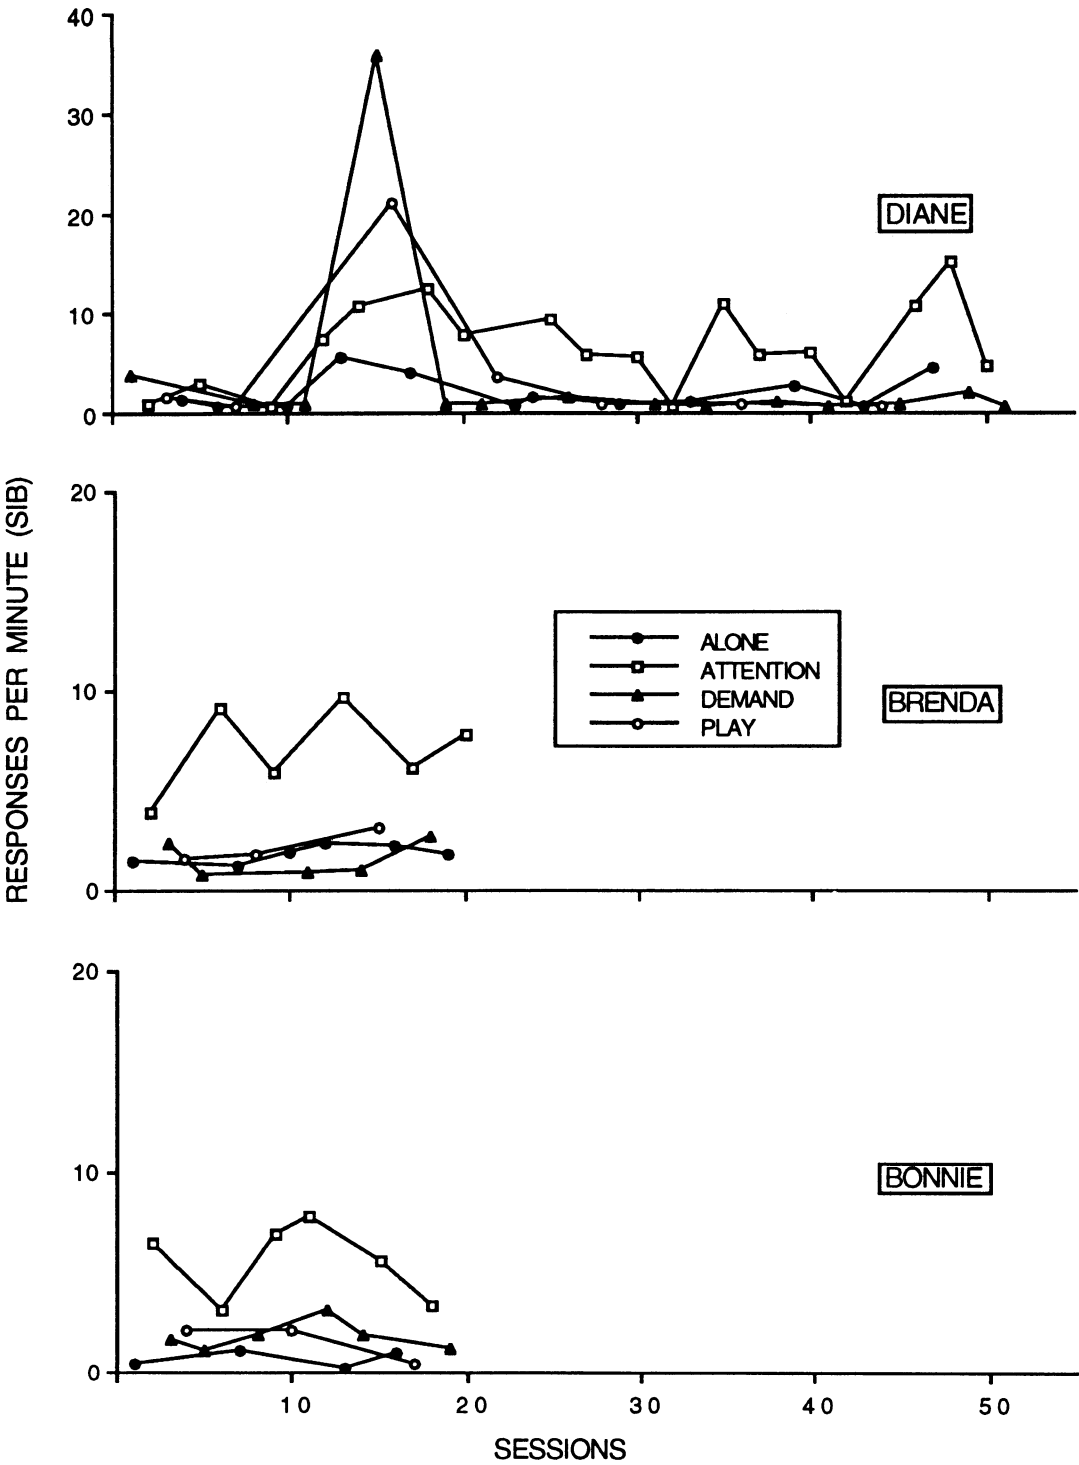 40
30
20
10
0
DIANE
RESPONSES PER MINUTE (SIB)
20
10
0
ALONE
ATTENTION
DEMAND
PLAY
BRENDA
20
10
0
BONNIE
10 20 30 40 50
SESSIONS